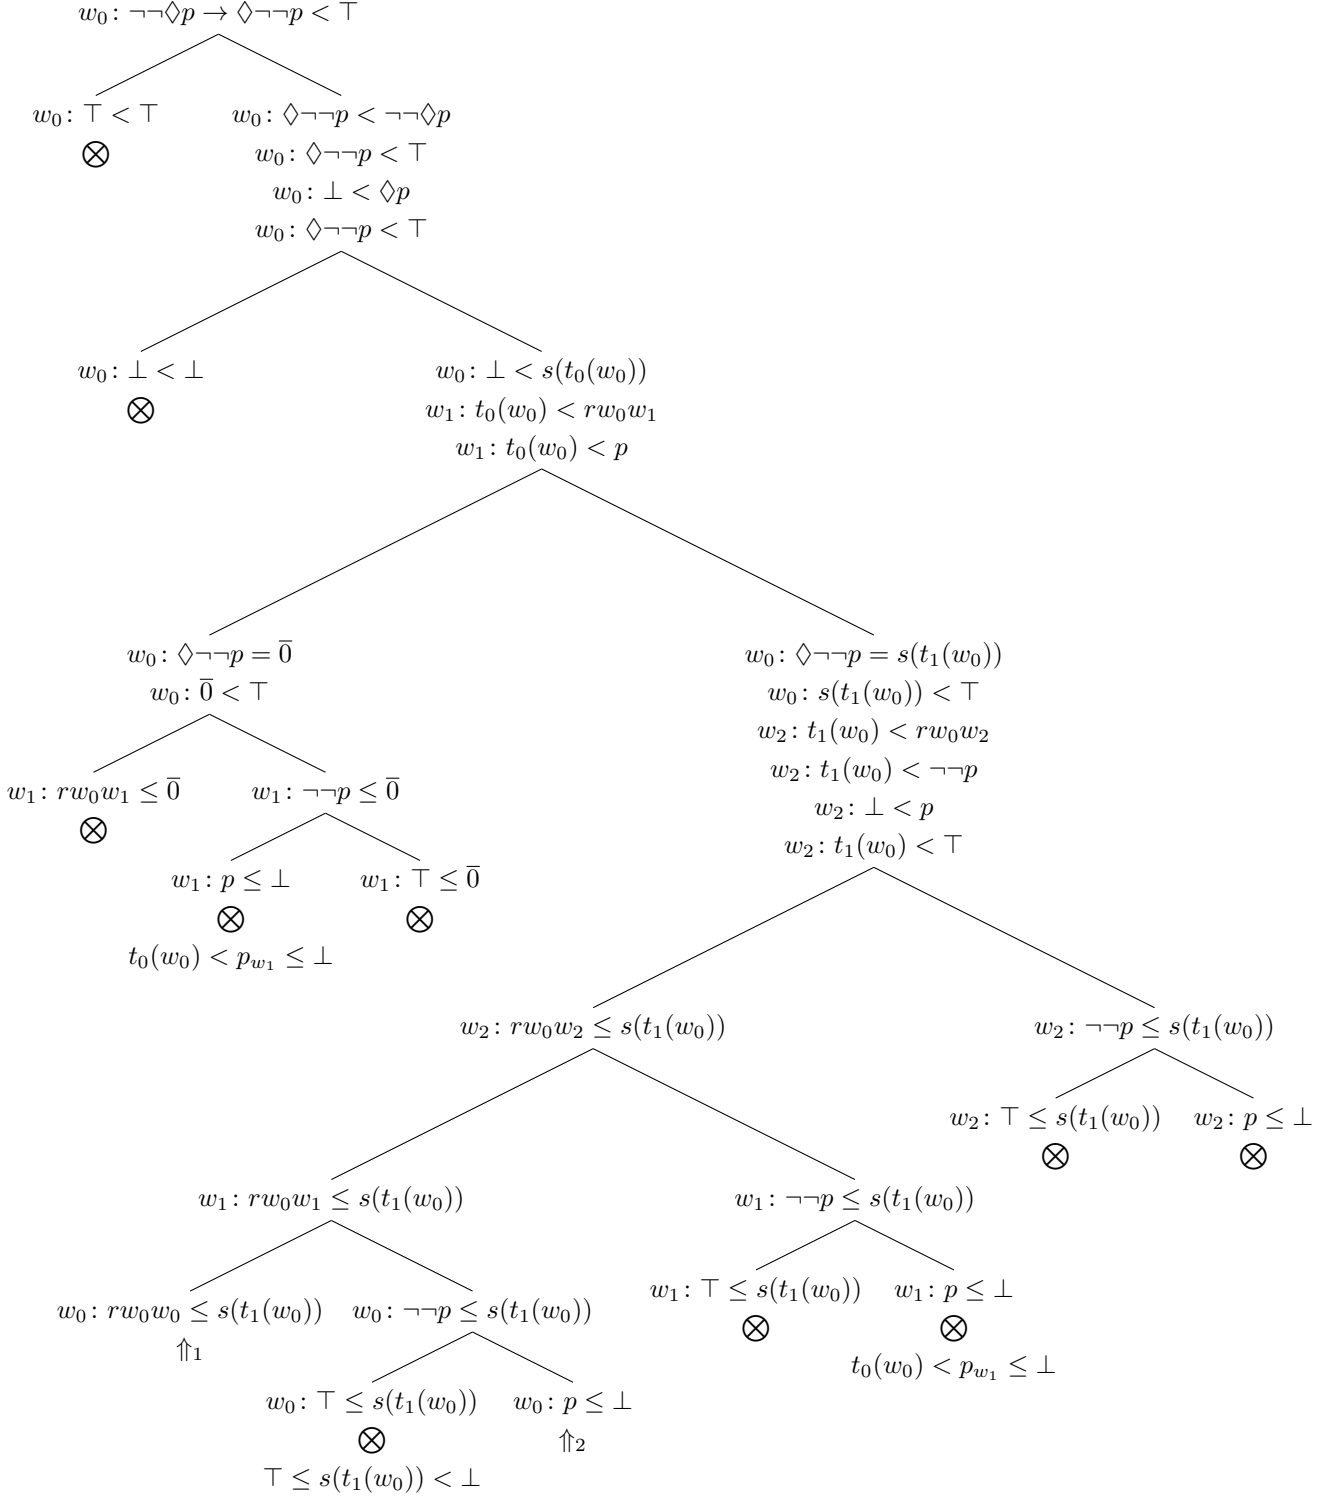 w₀: ¬¬◊p → ◊¬¬p < ⊤
w₀: ⊤ < ⊤
w₀: ◊¬¬p < ¬¬◊p
⊗
w₀: ◊¬¬p < ⊤
w₀: ⊥ < ◊p
w₀: ◊¬¬p < ⊤
w₀: ⊥ < ⊥
w₀: ⊥ < s(t₀(w₀))
⊗
w₁: t₀(w₀) < rw₀w₁
w₁: t₀(w₀) < p
w₀: ◊¬¬p = 0̅
w₀: ◊¬¬p = s(t₁(w₀))
w₀: 0̅ < ⊤
w₀: s(t₁(w₀)) < ⊤
w₂: t₁(w₀) < rw₀w₂
w₂: t₁(w₀) < ¬¬p
w₁: rw₀w₁ ≤ 0̅
w₁: ¬¬p ≤ 0̅
w₂: ⊥ < p
⊗
w₂: t₁(w₀) < ⊤
w₁: p ≤ ⊥
w₁: ⊤ ≤ 0̅
⊗
⊗
t₀(w₀) < p_w₁ ≤ ⊥
w₂: rw₀w₂ ≤ s(t₁(w₀))
w₂: ¬¬p ≤ s(t₁(w₀))
w₂: ⊤ ≤ s(t₁(w₀))
w₂: p ≤ ⊥
⊗
⊗
w₁: rw₀w₁ ≤ s(t₁(w₀))
w₁: ¬¬p ≤ s(t₁(w₀))
w₁: ⊤ ≤ s(t₁(w₀))
w₁: p ≤ ⊥
⊗
⊗
t₀(w₀) < p_w₁ ≤ ⊥
w₀: rw₀w₀ ≤ s(t₁(w₀))
w₀: ¬¬p ≤ s(t₁(w₀))
⇑₁
w₀: ⊤ ≤ s(t₁(w₀))
w₀: p ≤ ⊥
⊗
⇑₂
⊤ ≤ s(t₁(w₀)) < ⊥